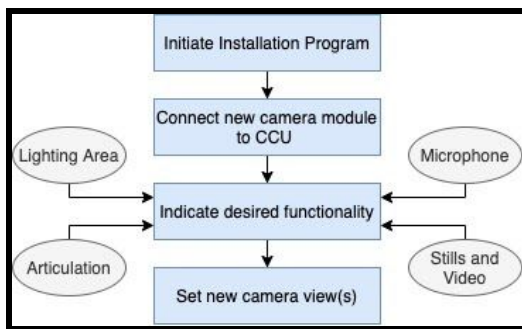 Initiate Installation Program
Connect new camera module
to CCU
Lighting Area
Microphone
Indicate desired functionality
Articulation
Stills and
Video
Set new camera view(s)